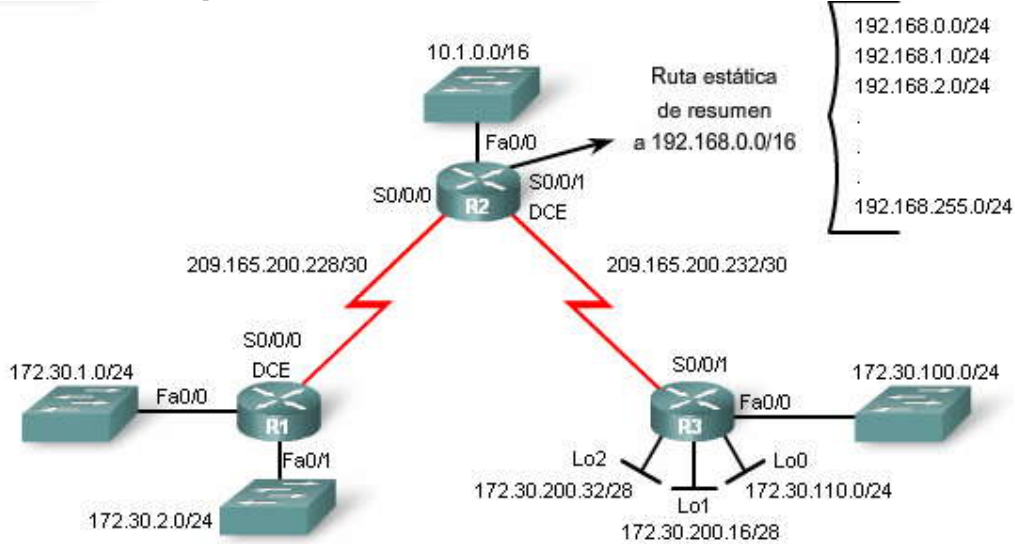 10.1.0.0/16
Ruta estática
de resumen
a 192.168.0.0/16
192.168.0.0/24
192.168.1.0/24
192.168.2.0/24
.
.
.
192.168.255.0/24
Fa0/0
S0/0/0
R2
S0/0/1
DCE
209.165.200.228/30
209.165.200.232/30
S0/0/0
DCE
172.30.1.0/24
Fa0/0
R1
Fa0/1
172.30.2.0/24
S0/0/1
172.30.100.0/24
Fa0/0
R3
Lo2
172.30.200.32/28
Lo1
172.30.200.16/28
Lo0
172.30.110.0/24